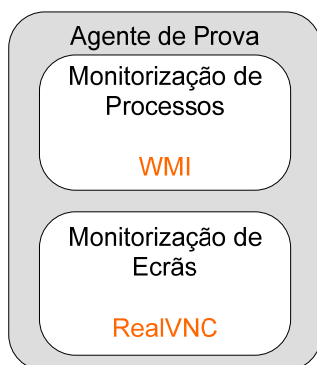 Agente de Prova
Monitorização de
Processos
WMI
Monitorização de
Ecrãs
RealVNC